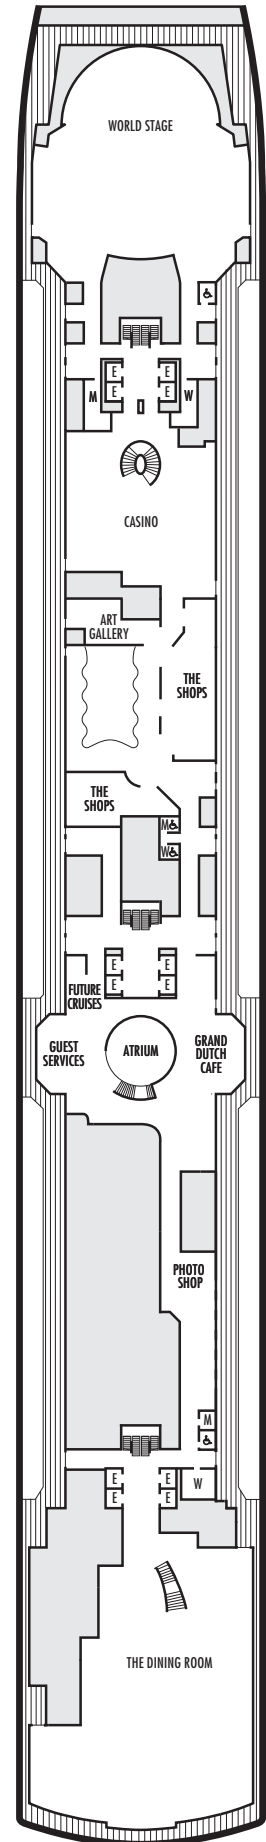 WORLD STAGE
E E
E E
M W
CASINO
ART
GALLERY
THE
SHOPS
THE
SHOPS
M
W
E E
E E
FUTURE
CRUISES
GUEST
SERVICES
ATRIUM
GRAND
DUTCH
CAFE
PHOTO
SHOP
M
E E
W
E E
THE DINING ROOM